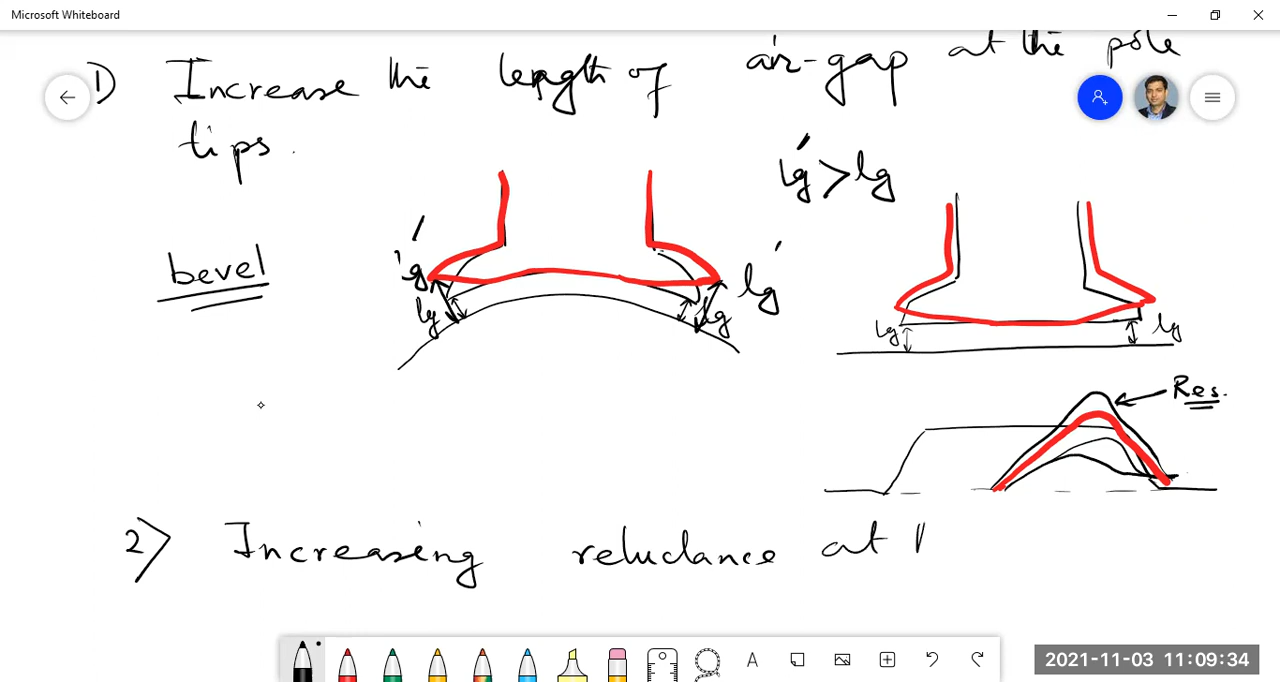 Microsoft Whiteboard
1) Increase the length of air-gap at the pole
tips.
lg' > lg
bevel
lg' lg'
lg lg
lg lg
Res.
2) Increasing reluctance at
A
2021-11-03 11:09:34